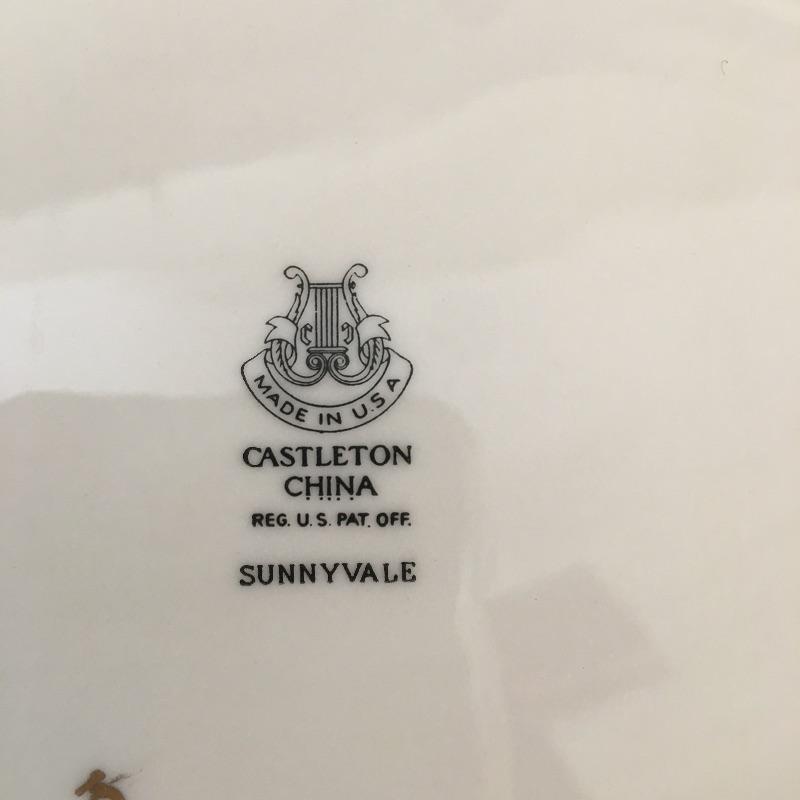 MADE IN U.S A
CASTLETON
CHINA
REG. U. S. PAT. OFF.
SUNNYVALE